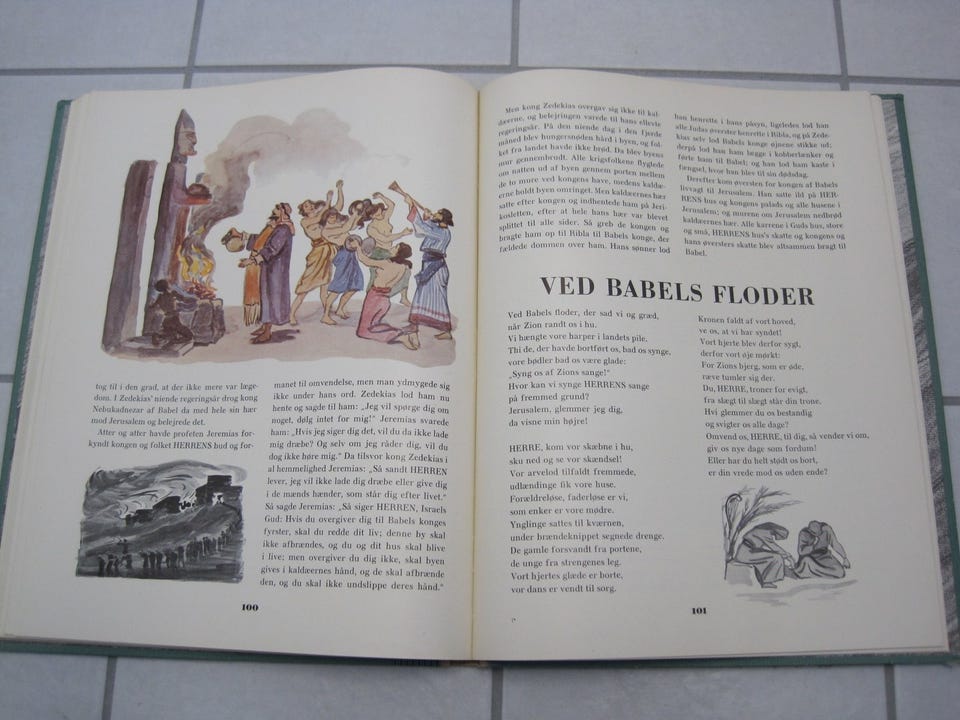 tog til i den grad, at der ikke mere var læge-
dom. I Zedekias' niende regeringsår drog kong
Nebukadnezar af Babel da med hele sin hær
mod Jerusalem og belejrede det.
Atter og atter havde profeten Jeremias for-
kyndt kongen og folket HERRENS bud og for-
manet til omvendelse, men man ydmygede sig
ikke under hans ord. Zedekias lod ham nu
hente og sagde til ham: „Jeg vil spørge dig om
noget, dølg intet for mig!“ Jeremias svarede
ham: „Hvis jeg siger dig det, vil du da ikke lade
mig dræbe? Og selv om jeg råder dig, vil du
dog ikke høre mig.“ Da tilsvor kong Zedekias i
al hemmelighed Jeremias: „Så sandt HERREN
lever, jeg vil ikke lade dig dræbe eller give dig
i de mænds hænder, som står dig efter livet.“
Så sagde Jeremias: „Så siger HERREN, Israels
Gud: Hvis du overgiver dig til Babels konges
fyrster, skal du redde dit liv; denne by skal
ikke afbrændes, og du og dit hus skal blive
i live; men overgiver du dig ikke, skal byen
gives i kaldæernes hånd, og de skal afbrænde
den, og du skal ikke undslippe deres hånd.“
100
Men kong Zedekias overgav sig ikke til kal-
dæerne, og belejringen varede til hans ellevte
regeringsår. På den niende dag i den fjerde
måned blev hungersnøden hård i byen, og fol-
ket fra landet havde ikke brød. Da blev byens
mur gennembrudt. Alle krigsfolkene flygtede
om natten ud af byen gennem porten mellem
de to mure ved kongens have, medens kaldæ-
erne holdt byen omringet. Men kaldæernes hær
satte efter kongen og indhentede ham på Jeri-
kosletten, efter at hele hans hær var blevet
splittet til alle sider. Så greb de kongen og
bragte ham op til Ribla til Babels konge, der
fældede dommen over ham. Hans sønner lod
han henrette i hans påsyn, ligeledes lod han
alle Judas øverster henrette i Ribla, og på Zede-
kias selv lod Babels konge øjnene stikke ud;
derpå lod han ham lægge i kobberlænker og
føre til Babel; og han lod ham kaste i
fængsel, hvor han blev til sin dødsdag.
Derefter kom øversten for kongen af Babels
livvagt til Jerusalem. Han satte ild på HER-
RENS hus og kongens palads og alle husene i
Jerusalem; og murene om Jerusalem nedbrød
kaldæernes hær. Alle karrene i Guds hus, store
og små, HERRENS hus's skatte og kongens og
hans øversters skatte blev altsammen bragt til
Babel.
VED BABELS FLODER
Ved Babels floder, der sad vi og græd,
når Zion randt os i hu.
Vi hængte vore harper i landets pile.
Thi de, der havde bortført os, bad os synge,
vore bødler bad os være glade:
„Syng os af Zions sange!“
Hvor kan vi synge HERRENS sange
på fremmed grund?
Jerusalem, glemmer jeg dig,
da visne min højre!
HERRE, kom vor skæbne i hu,
sku ned og se vor skændsel!
Vor arvelod tilfaldt fremmede,
udlændinge fik vore huse.
Forældreløse, faderløse er vi,
som enker er vore mødre.
Ynglinge sattes til kværnen,
under brændeknippet segnede drenge.
De gamle forsvandt fra portene,
de unge fra strengenes leg.
Vort hjertes glæde er borte,
vor dans er vendt til sorg.
Kronen faldt af vort hoved,
ve os, at vi har syndet!
Vort hjerte blev derfor sygt,
derfor vort øje mørkt:
For Zions bjerg, som er øde,
ræve tumler sig der.
Du, HERRE, troner for evigt,
fra slægt til slægt står din trone,
Hvi glemmer du os bestandig
og svigter os alle dage?
Omvend os, HERRE, til dig, så vender vi om,
giv os nye dage som fordum!
Eller har du helt stødt os bort,
er din vrede mod os uden ende?
101